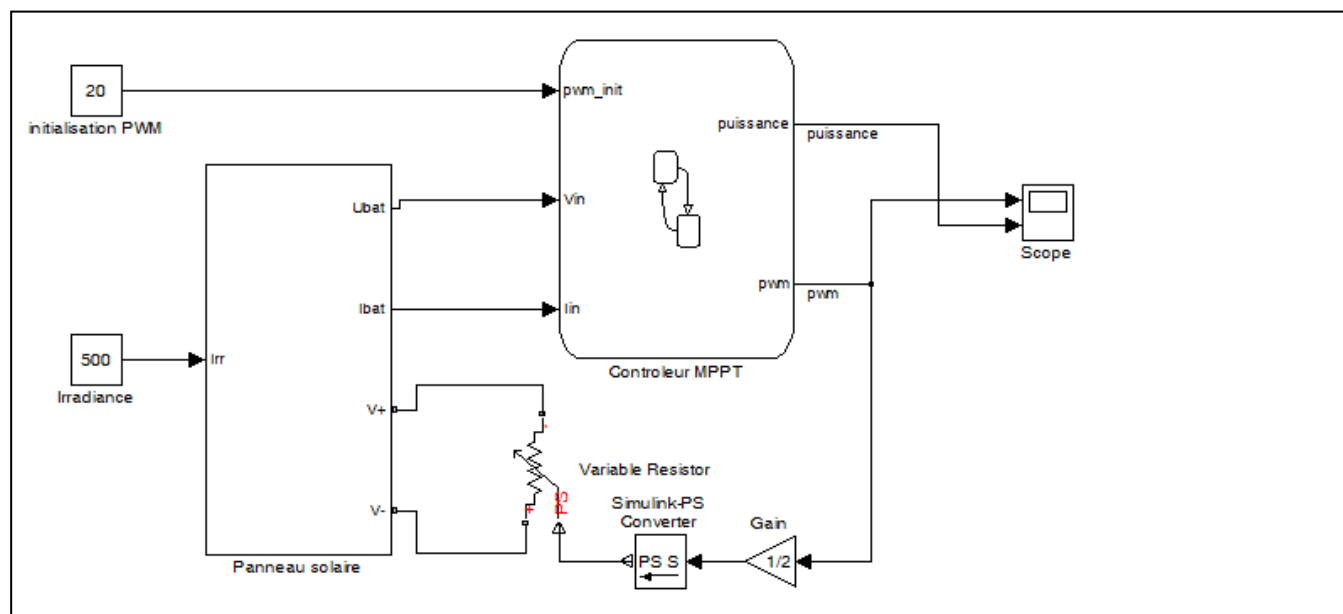 20
initialisation PWM
pwm_init
puissance
puissance
Ubat
Vin
Scope
Ibat
Iin
pwm
pwm
500
Irr
Irradiance
Controleur MPPT
V+
-
Variable Resistor
PS
+
Simulink-PS
Converter
Gain
V-
PS S
1/2
Panneau solaire